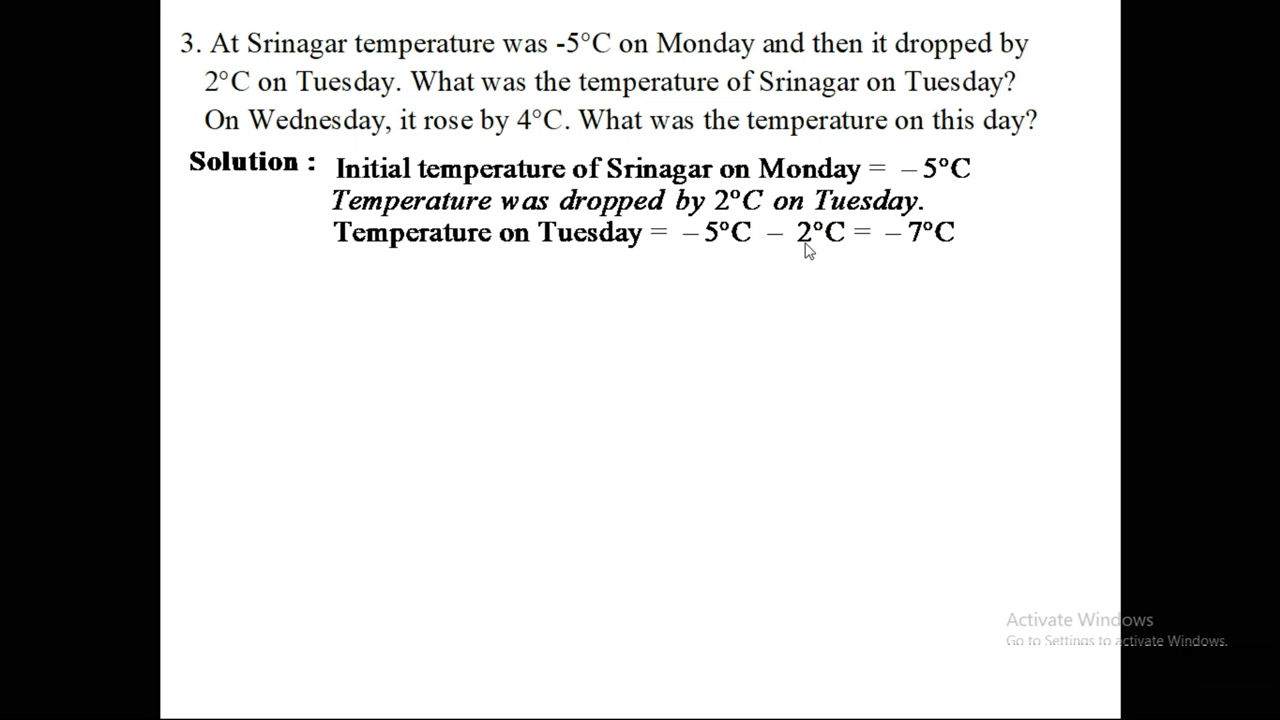 3. At Srinagar temperature was -5°C on Monday and then it dropped by
2°C on Tuesday. What was the temperature of Srinagar on Tuesday?
On Wednesday, it rose by 4°C. What was the temperature on this day?
Solution : Initial temperature of Srinagar on Monday = – 5°C
Temperature was dropped by 2°C on Tuesday.
Temperature on Tuesday = – 5°C – 2°C = – 7°C
Activate Windows
Go to Settings to activate Windows.